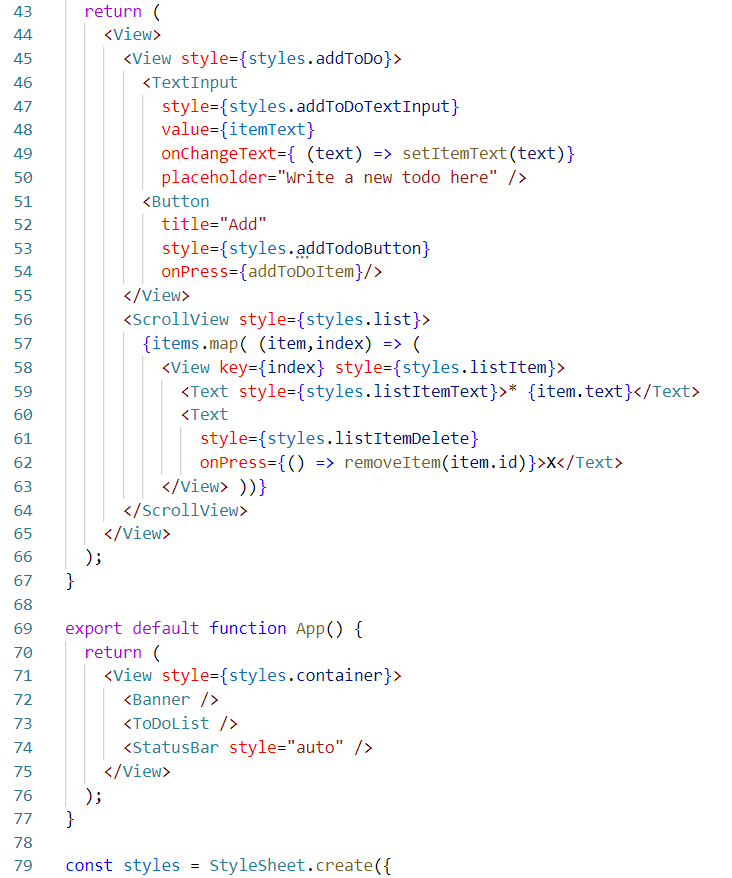 43 return (
44 <View>
45 <View style={styles.addToDo}>
46 <TextInput
47 style={styles.addToDoTextInput}
48 value={itemText}
49 onChangeText={ (text) => setItemText(text)}
50 placeholder="Write a new todo here" />
51 <Button
52 title="Add"
53 style={styles.addTodoButton}
54 onPress={addToDoItem}/>
55 </View>
56 <ScrollView style={styles.list}>
57 {items.map( (item,index) => (
58 <View key={index} style={styles.listItem}>
59 <Text style={styles.listItemText}>* {item.text}</Text>
60 <Text
61 style={styles.listItemDelete}
62 onPress={() => removeItem(item.id)}>X</Text>
63 </View> ))}
64 </ScrollView>
65 </View>
66 );
67 }
68
69 export default function App() {
70 return (
71 <View style={styles.container}>
72 <Banner />
73 <ToDoList />
74 <StatusBar style="auto" />
75 </View>
76 );
77 }
78
79 const styles = StyleSheet.create({